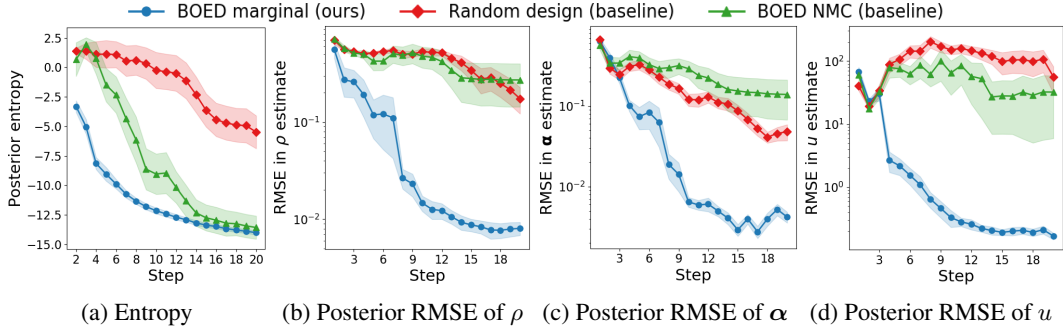 BOED marginal (ours) Random design (baseline) BOED NMC (baseline)
Posterior entropy
2.5
0.0
−2.5
−5.0
−7.5
−10.0
−12.5
−15.0
2 4 6 8 10 12 14 16 18 20
Step
RMSE in ρ estimate
10⁻¹
10⁻²
3 6 9 12 15 18
Step
RMSE in α estimate
10⁻¹
10⁻²
3 6 9 12 15 18
Step
RMSE in u estimate
10²
10¹
10⁰
3 6 9 12 15 18
Step
(a) Entropy (b) Posterior RMSE of ρ (c) Posterior RMSE of α (d) Posterior RMSE of u